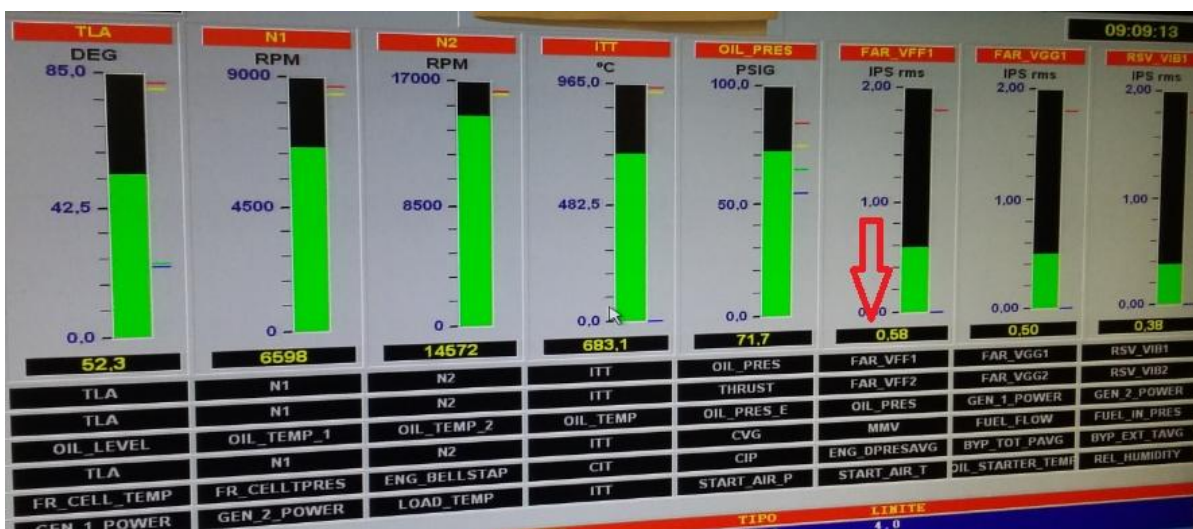 09:09:13
TLA N1 N2 ITT OIL_PRES FAR_VFF1 FAR_VGG1 RSV_VIB1
DEG RPM RPM °C PSIG IPS rms IPS rms IPS rms
85,0 9000 17000 965,0 100,0 2,00 2,00 2,00
42,5 4500 8500 482,5 50,0 1,00 1,00 1,00
0,0 0 0 0,0 0,0 0,00 0,00
52,3 6598 14572 683,1 71,7 0,58 0,50 0,38
TLA N1 N2 ITT OIL_PRES FAR_VFF1 FAR_VGG1 RSV_VIB1
TLA N1 N2 ITT THRUST FAR_VFF2 FAR_VGG2 RSV_VIB2
OIL_LEVEL OIL_TEMP_1 OIL_TEMP_2 OIL_TEMP OIL_PRES_E OIL_PRES GEN_1_POWER GEN_2_POWER
TLA N1 N2 ITT CVG MMV FUEL_FLOW FUEL_IN_PRES
FR_CELL_TEMP FR_CELLTPRES ENG_BELLSTAP CIT CIP ENG_DPRESAVG BYP_TOT_PAVG BYP_EXT_TAVG
GEN_1_POWER GEN_2_POWER LOAD_TEMP ITT START_AIR_P START_AIR_T OIL_STARTER_TEMP REL_HUMIDITY
TIPO LIMITE
4.0